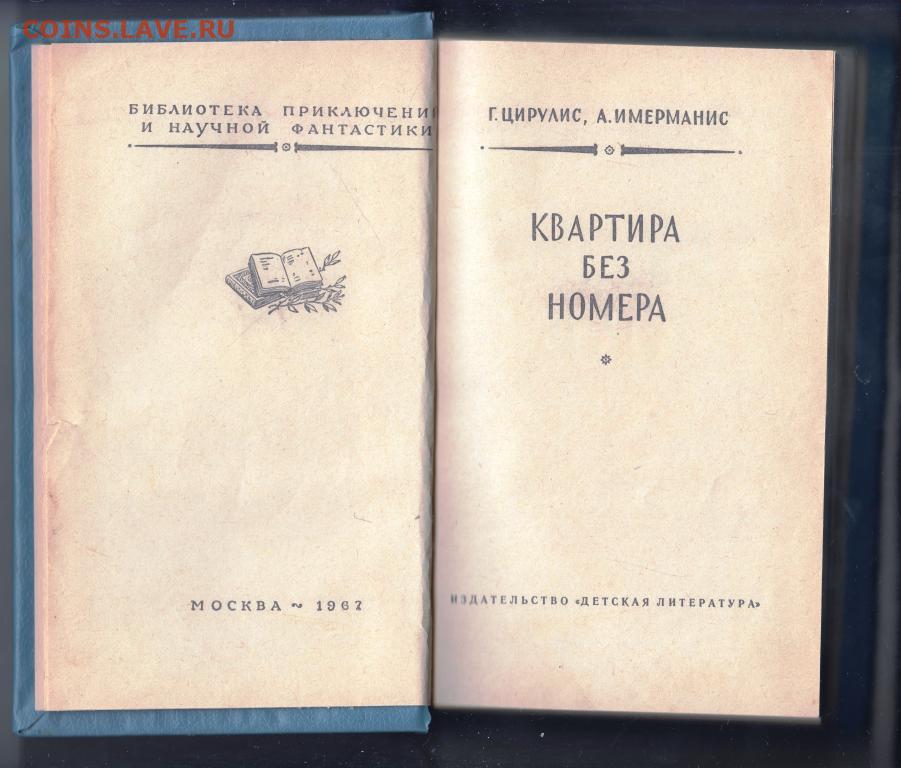 COINS.LAVE.RU
БИБЛИОТЕКА ПРИКЛЮЧЕНИЙ
И НАУЧНОЙ ФАНТАСТИКИ
МОСКВА ~ 1967
Г. ЦИРУЛИС, А. ИМЕРМАНИС
КВАРТИРА
БЕЗ
НОМЕРА
ИЗДАТЕЛЬСТВО «ДЕТСКАЯ ЛИТЕРАТУРА»